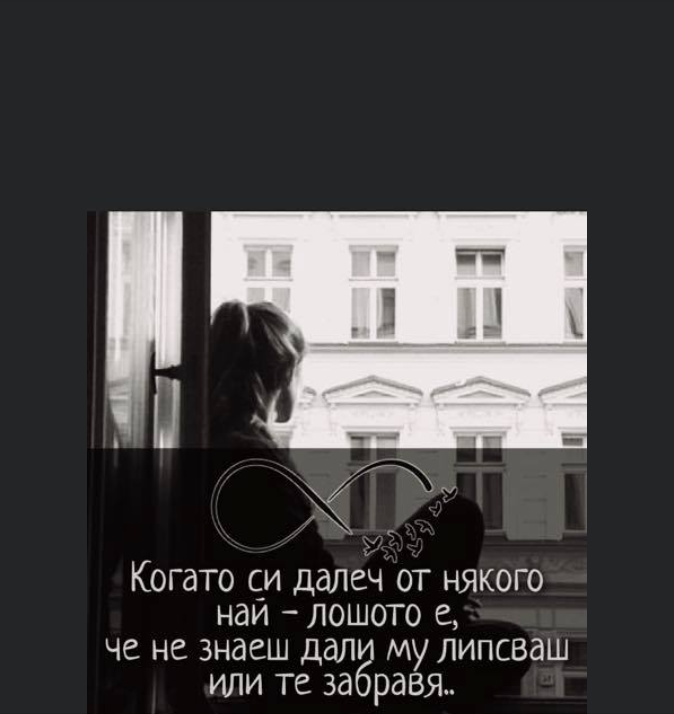 Когато си далеч от някого
най - лошото е,
че не знаеш дали му липсваш
или те забравя..